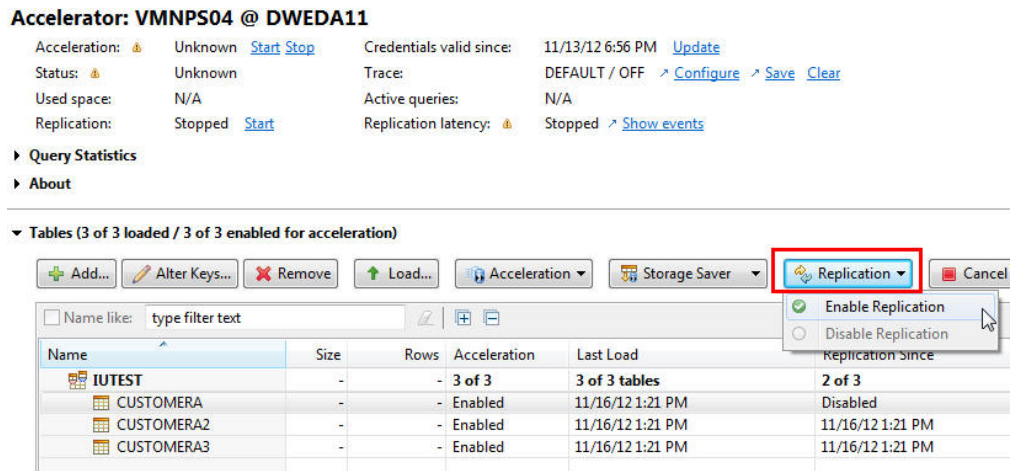 Accelerator: VMNPS04 @ DWEDA11
Acceleration: Unknown Start Stop Credentials valid since: 11/13/12 6:56 PM Update
Status: Unknown Trace: DEFAULT / OFF Configure Save Clear
Used space: N/A Active queries: N/A
Replication: Stopped Start Replication latency: Stopped Show events
Query Statistics
About
Tables (3 of 3 loaded / 3 of 3 enabled for acceleration)
Add... Alter Keys... Remove Load... Acceleration Storage Saver Replication Cancel
Name like: type filter text Enable Replication
Disable Replication
Name Size Rows Acceleration Last Load Replication Since
IUTEST - - 3 of 3 3 of 3 tables 2 of 3
CUSTOMERA - - Enabled 11/16/12 1:21 PM Disabled
CUSTOMERA2 - - Enabled 11/16/12 1:21 PM 11/16/12 1:21 PM
CUSTOMERA3 - - Enabled 11/16/12 1:21 PM 11/16/12 1:21 PM